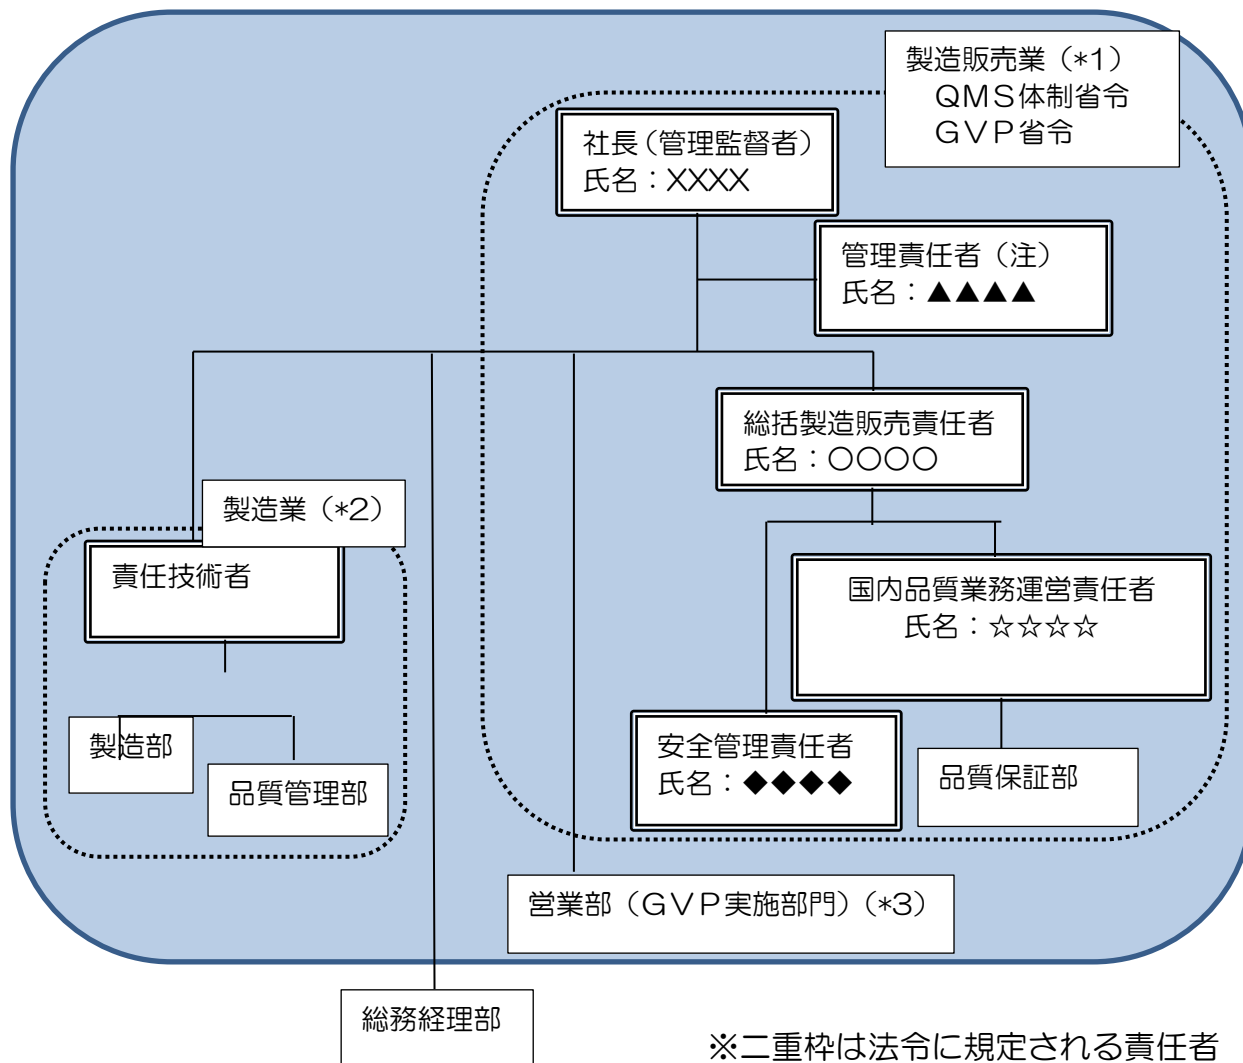 製造販売業（*1）
ＱＭＳ体制省令
ＧＶＰ省令
社長（管理監督者）
氏名：XXXX
管理責任者（注）
氏名：▲▲▲▲
総括製造販売責任者
氏名：〇〇〇〇
製造業（*2）
責任技術者
国内品質業務運営責任者
氏名：☆☆☆☆
製造部
品質管理部
安全管理責任者
氏名：◆◆◆◆
品質保証部
営業部（ＧＶＰ実施部門）（*3）
総務経理部
※二重枠は法令に規定される責任者